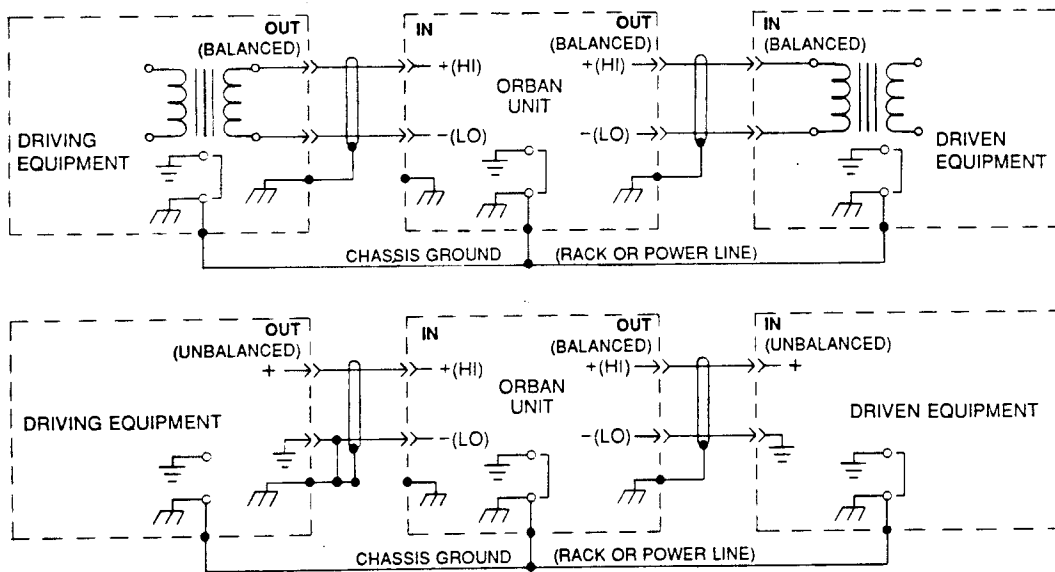 OUT
(BALANCED)
DRIVING
EQUIPMENT
IN
+(HI)
−(LO)
ORBAN
UNIT
OUT
(BALANCED)
+(HI)
−(LO)
IN
(BALANCED)
DRIVEN
EQUIPMENT
CHASSIS GROUND (RACK OR POWER LINE)
OUT
(UNBALANCED)
+
DRIVING EQUIPMENT
IN
+(HI)
−(LO)
ORBAN
UNIT
OUT
(BALANCED)
+(HI)
−(LO)
IN
(UNBALANCED)
+
DRIVEN EQUIPMENT
CHASSIS GROUND (RACK OR POWER LINE)